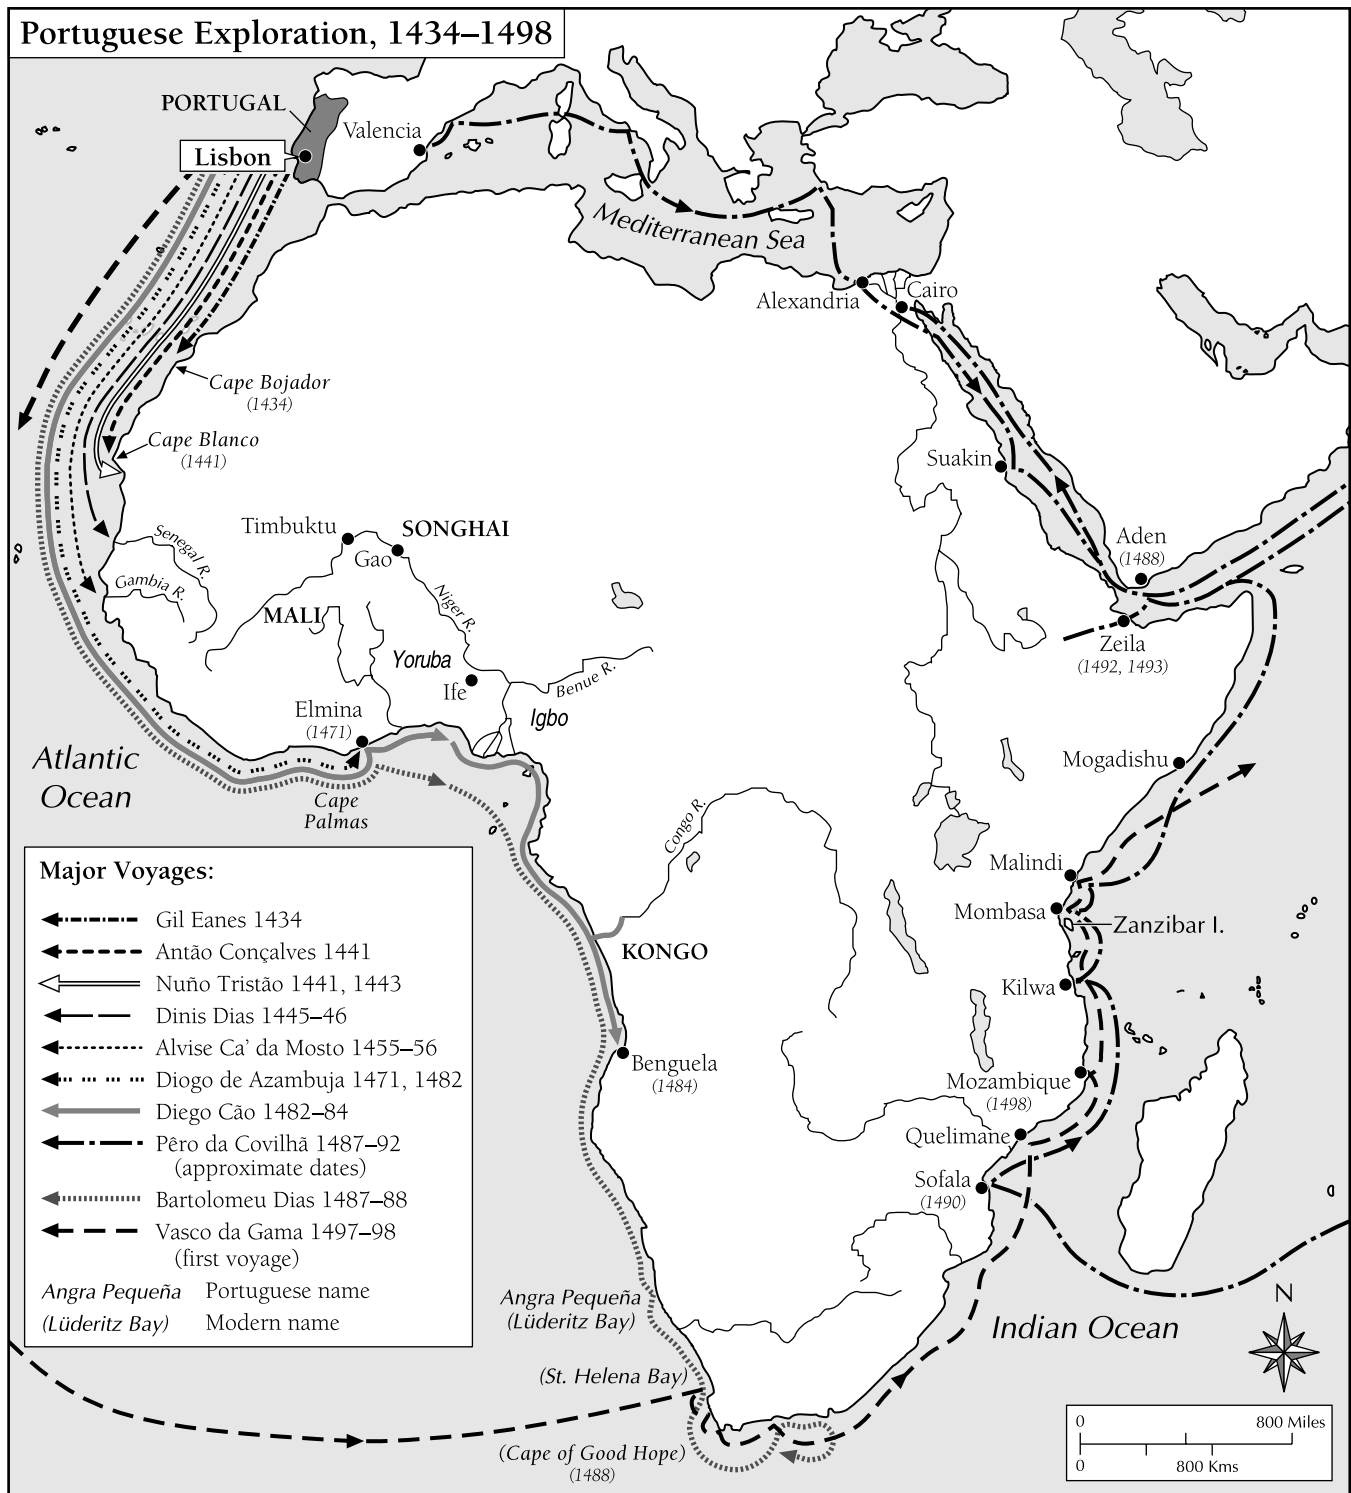 Portuguese Exploration, 1434–1498
PORTUGAL
Lisbon
Valencia
Mediterranean Sea
Alexandria
Cairo
Cape Bojador
(1434)
Cape Blanco
(1441)
Suakin
Timbuktu
SONGHAI
Gao
Senegal R.
Gambia R.
MALI
Niger R.
Aden
(1488)
Zeila
(1492, 1493)
Yoruba
Ife
Benue R.
Igbo
Elmina
(1471)
Atlantic
Ocean
Cape
Palmas
Mogadishu
Congo R.
Malindi
Mombasa
Zanzibar I.
KONGO
Kilwa
Benguela
(1484)
Mozambique
(1498)
Quelimane
Sofala
(1490)
Major Voyages:
Gil Eanes 1434
Antão Conçalves 1441
Nuño Tristão 1441, 1443
Dinis Dias 1445–46
Alvise Ca' da Mosto 1455–56
Diogo de Azambuja 1471, 1482
Diego Cão 1482–84
Pêro da Covilhã 1487–92
(approximate dates)
Bartolomeu Dias 1487–88
Vasco da Gama 1497–98
(first voyage)
Angra Pequeña Portuguese name
(Lüderitz Bay) Modern name
Angra Pequeña
(Lüderitz Bay)
(St. Helena Bay)
(Cape of Good Hope)
(1488)
Indian Ocean
N
0 800 Miles
0 800 Kms